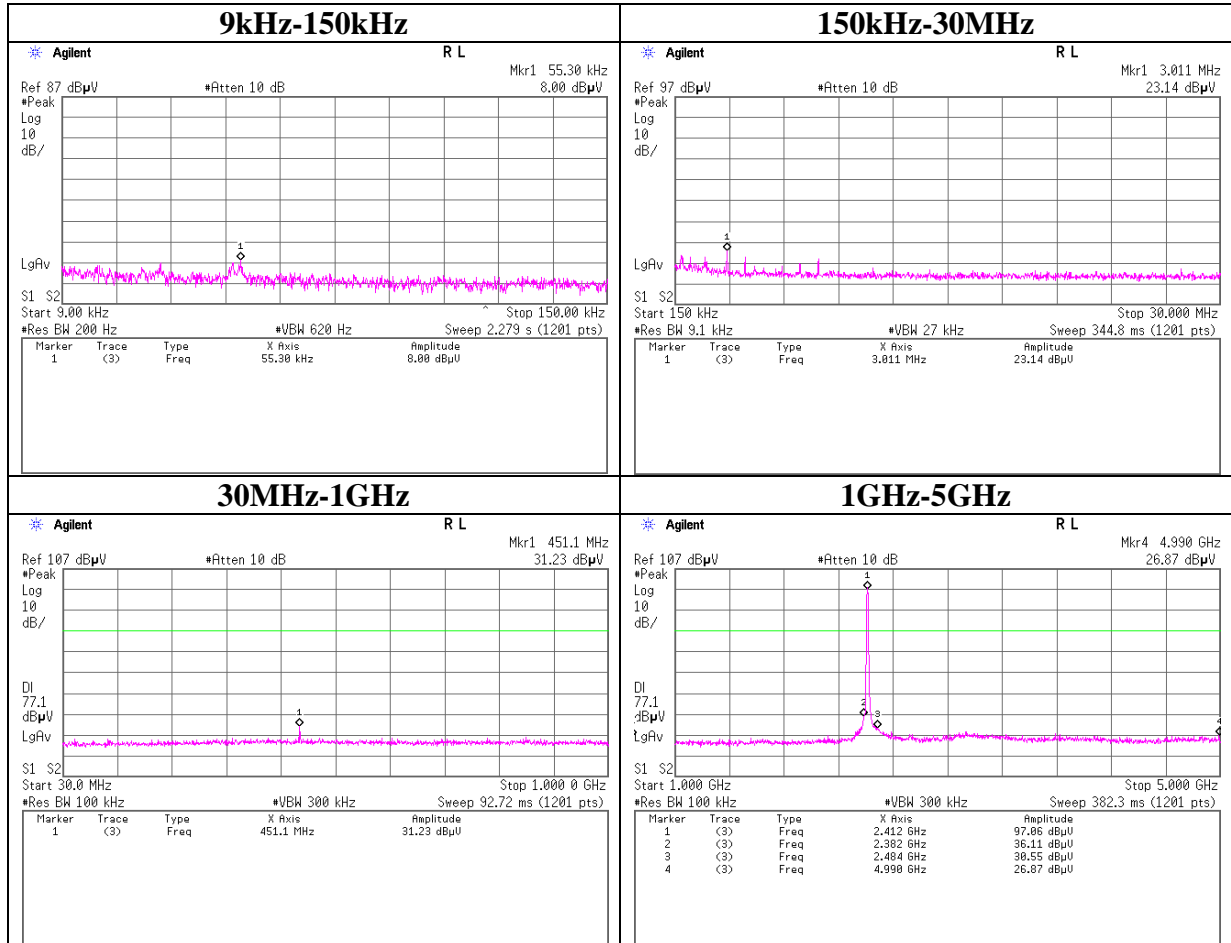 9kHz-150kHz
Agilent R L
Mkr1 55.30 kHz
Ref 87 dBµV #Atten 10 dB 8.00 dBµV
#Peak
Log
10
dB/
1
LgAv
S1 S2
Start 9.00 kHz ^ Stop 150.00 kHz
#Res BW 200 Hz #VBW 620 Hz Sweep 2.279 s (1201 pts)
Marker Trace Type X Axis Amplitude
1 (3) Freq 55.30 kHz 8.00 dBµV
150kHz-30MHz
Agilent R L
Mkr1 3.011 MHz
Ref 97 dBµV #Atten 10 dB 23.14 dBµV
#Peak
Log
10
dB/
1
LgAv
S1 S2
Start 150 kHz Stop 30.000 MHz
#Res BW 9.1 kHz #VBW 27 kHz Sweep 344.8 ms (1201 pts)
Marker Trace Type X Axis Amplitude
1 (3) Freq 3.011 MHz 23.14 dBµV
30MHz-1GHz
Agilent R L
Mkr1 451.1 MHz
Ref 107 dBµV #Atten 10 dB 31.23 dBµV
#Peak
Log
10
dB/
DI
77.1
dBµV
1
LgAv
S1 S2
Start 30.0 MHz Stop 1.000 0 GHz
#Res BW 100 kHz #VBW 300 kHz Sweep 92.72 ms (1201 pts)
Marker Trace Type X Axis Amplitude
1 (3) Freq 451.1 MHz 31.23 dBµV
1GHz-5GHz
Agilent R L
Mkr4 4.990 GHz
Ref 107 dBµV #Atten 10 dB 26.87 dBµV
#Peak
1
Log
10
dB/
DI
77.1
2
dBµV 3
4
LgAv
S1 S2
Start 1.000 GHz Stop 5.000 GHz
#Res BW 100 kHz #VBW 300 kHz Sweep 382.3 ms (1201 pts)
Marker Trace Type X Axis Amplitude
1 (3) Freq 2.412 GHz 97.06 dBµV
2 (3) Freq 2.382 GHz 36.11 dBµV
3 (3) Freq 2.484 GHz 30.55 dBµV
4 (3) Freq 4.990 GHz 26.87 dBµV